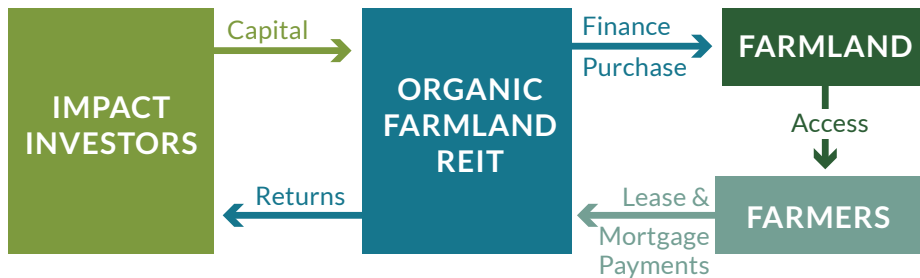 IMPACT
INVESTORS
Capital
Returns
ORGANIC
FARMLAND
REIT
Finance
Purchase
FARMLAND
Access
FARMERS
Lease &
Mortgage
Payments